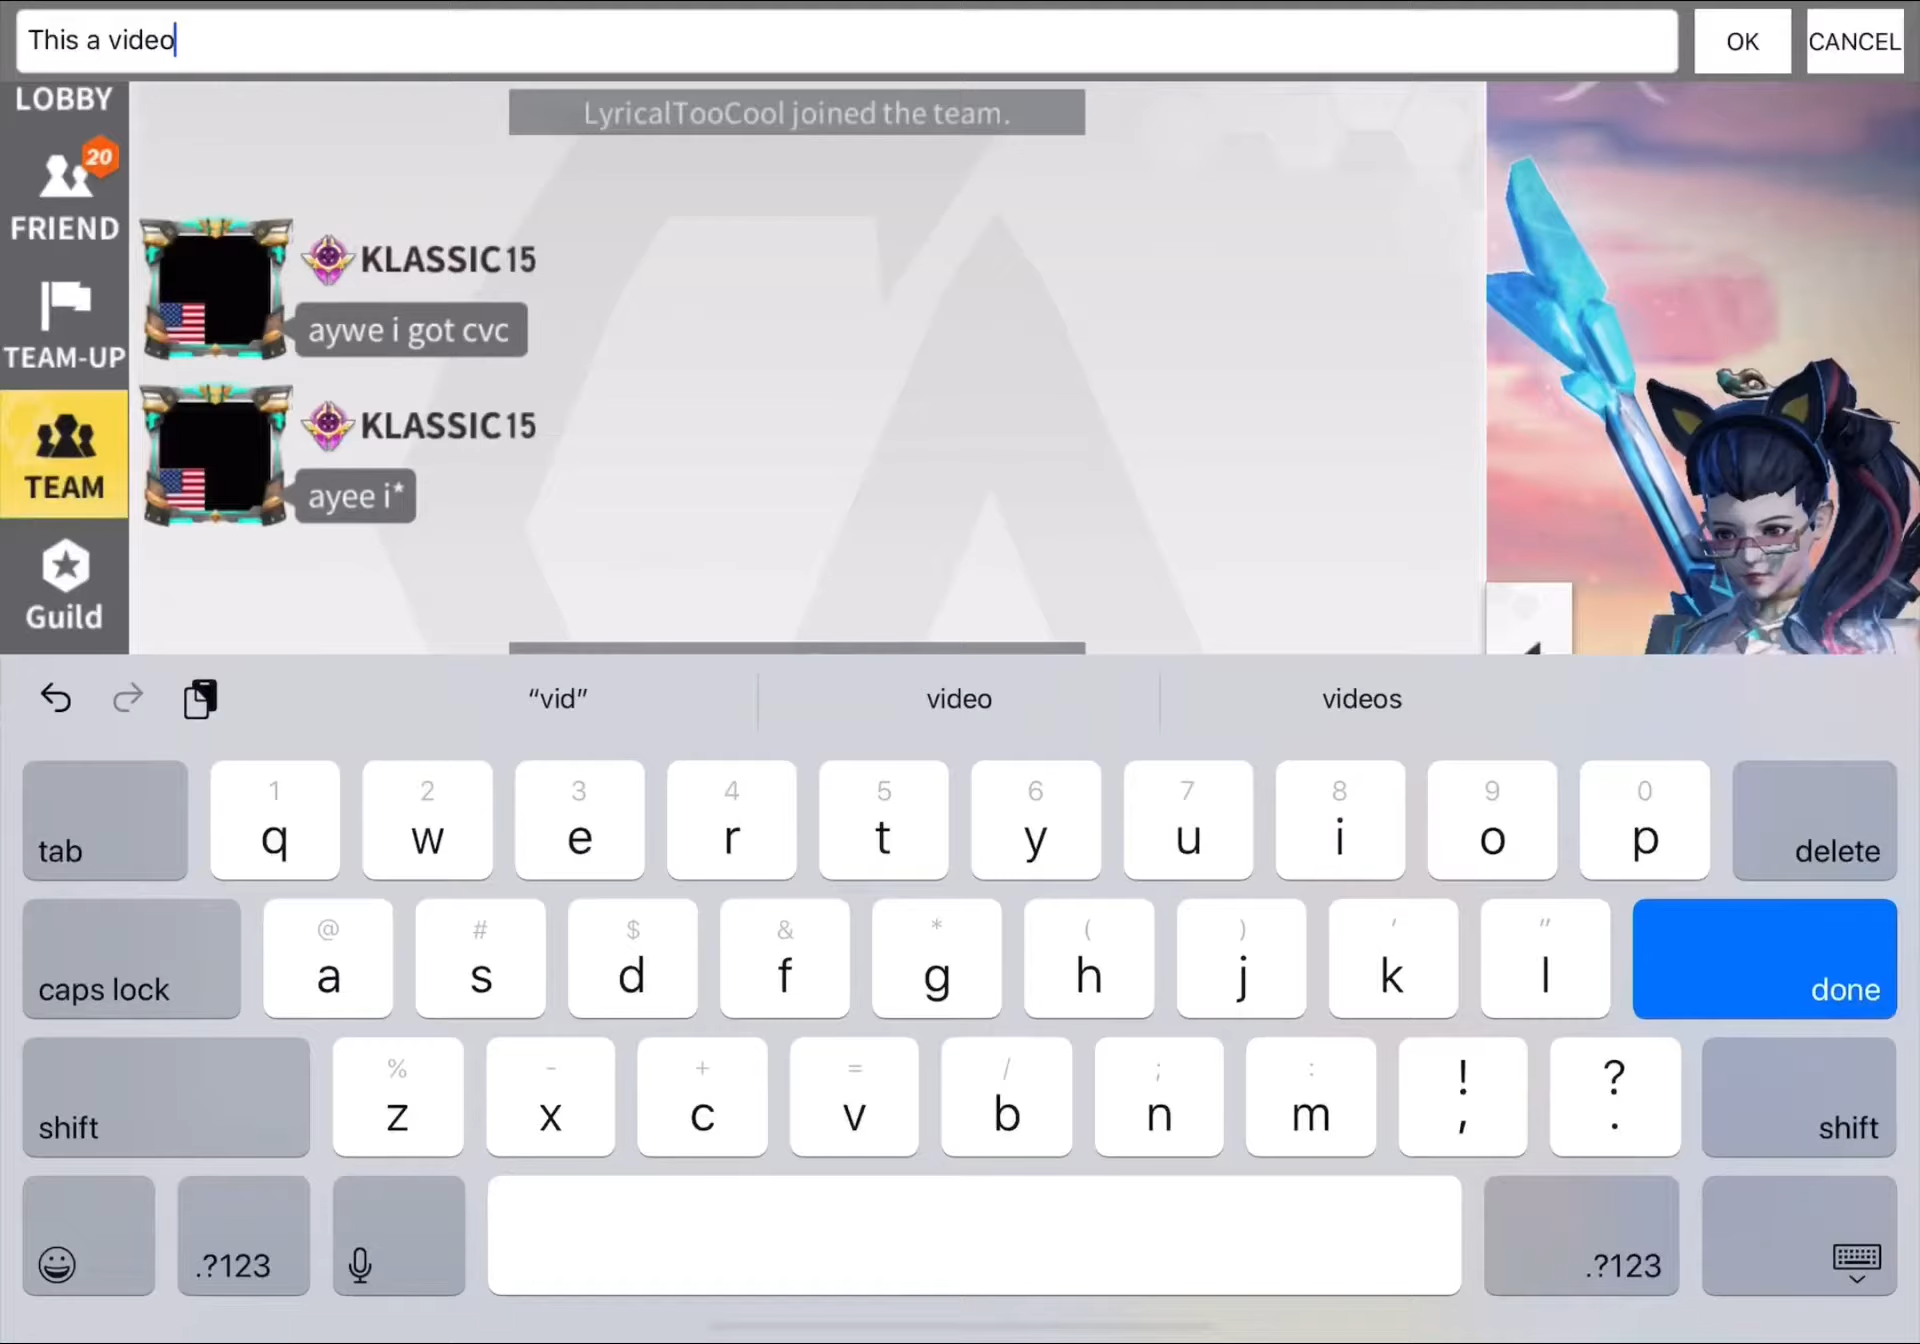 This a video
OK
CANCEL
LOBBY
LyricalTooCool joined the team.
20
FRIEND
KLASSIC15
aywe i got cvc
TEAM-UP
KLASSIC15
ayee i*
TEAM
Guild
“vid”
video
videos
1 2 3 4 5 6 7 8 9 0
tab q w e r t y u i o p delete
@ # $ & * ( ) ' "
caps lock a s d f g h j k l done
% - + = / ; : ! ?
shift z x c v b n m , . shift
.?123
.?123